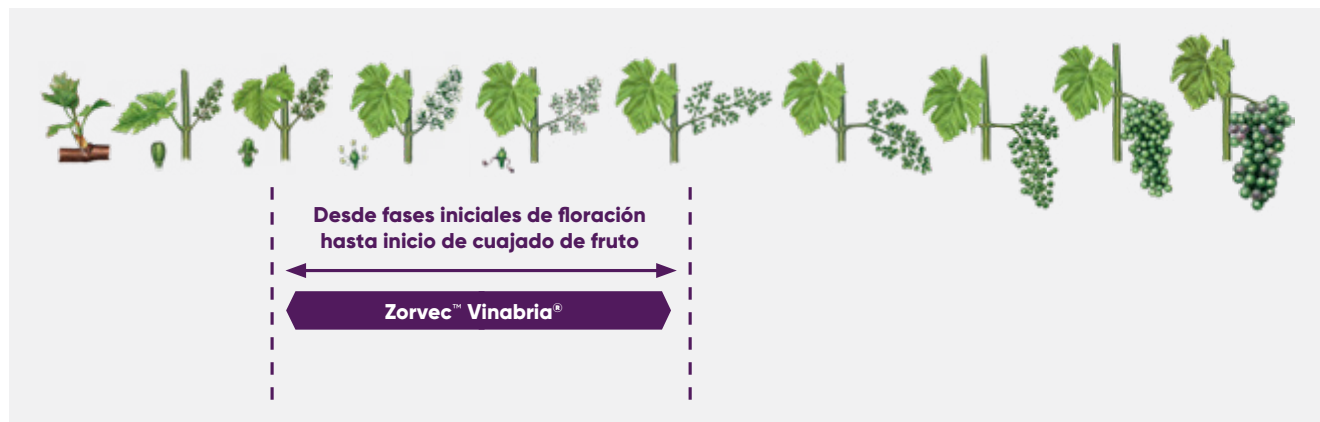 Desde fases iniciales de floración
hasta inicio de cuajado de fruto
Zorvec™ Vinabria®